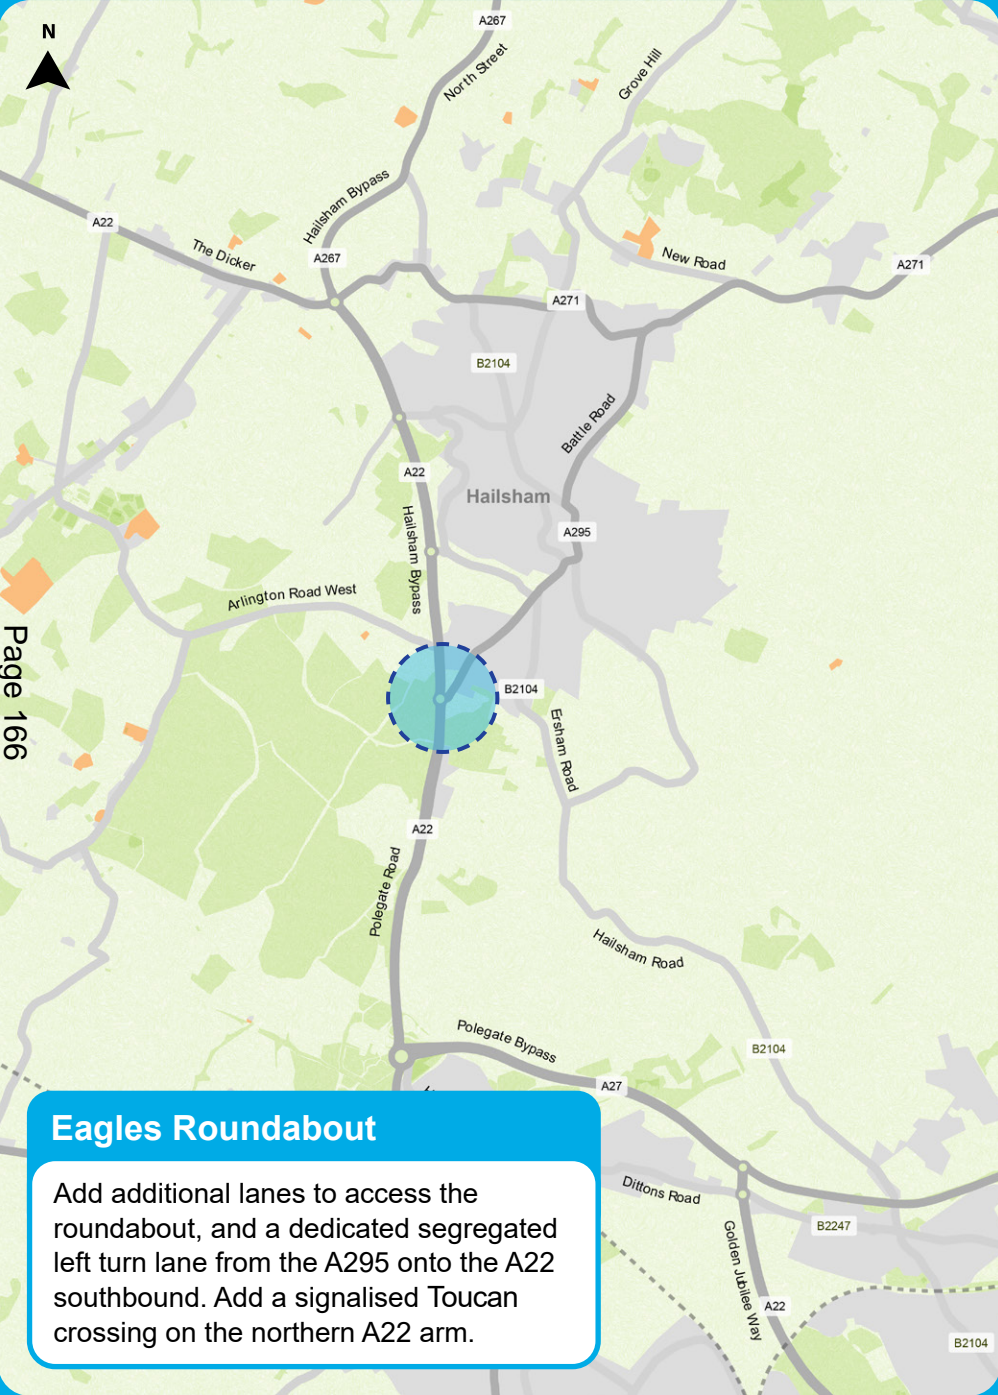 N
A267
North Street
Grove Hill
Hailsham Bypass
A22
The Dicker
A267
New Road
A271
A271
B2104
Battle Road
A22
Hailsham
Hailsham Bypass
A295
Arlington Road West
Page 166
B2104
Ersham Road
A22
Polegate Road
Hailsham Road
Polegate Bypass
B2104
A27
Eagles Roundabout
Add additional lanes to access the
roundabout, and a dedicated segregated
left turn lane from the A295 onto the A22
southbound. Add a signalised Toucan
crossing on the northern A22 arm.
Dittons Road
B2247
Golden Jubilee Way
A22
B2104